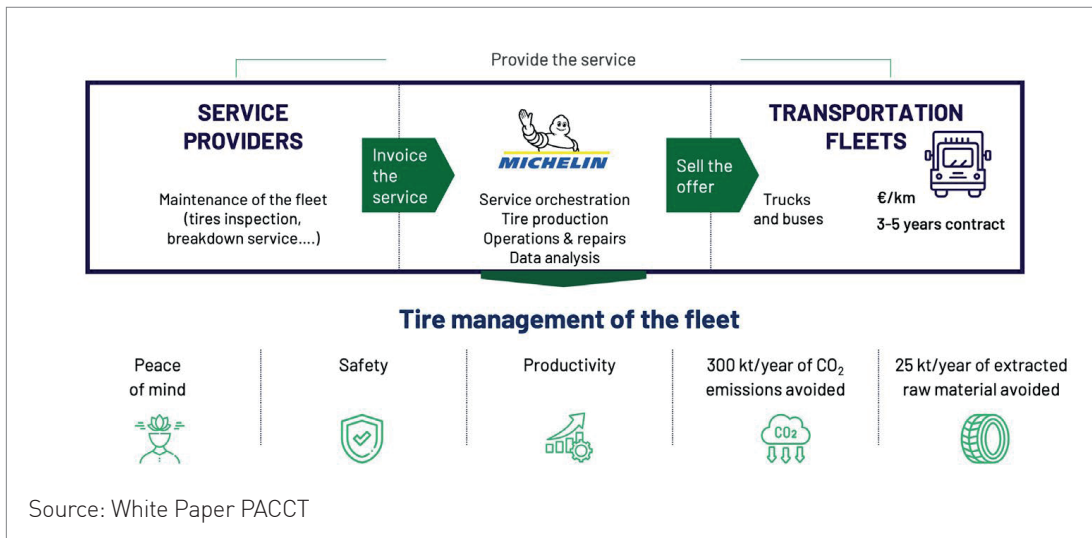 Provide the service
SERVICE
PROVIDERS
Maintenance of the fleet
(tires inspection,
breakdown service....)
Invoice
the
service
MICHELIN
Service orchestration
Tire production
Operations & repairs
Data analysis
Sell the
offer
TRANSPORTATION
FLEETS
Trucks
and buses
€/km
3-5 years contract
Tire management of the fleet
Peace
of mind
Safety
Productivity
300 kt/year of CO₂
emissions avoided
CO₂
25 kt/year of extracted
raw material avoided
Source: White Paper PACCT